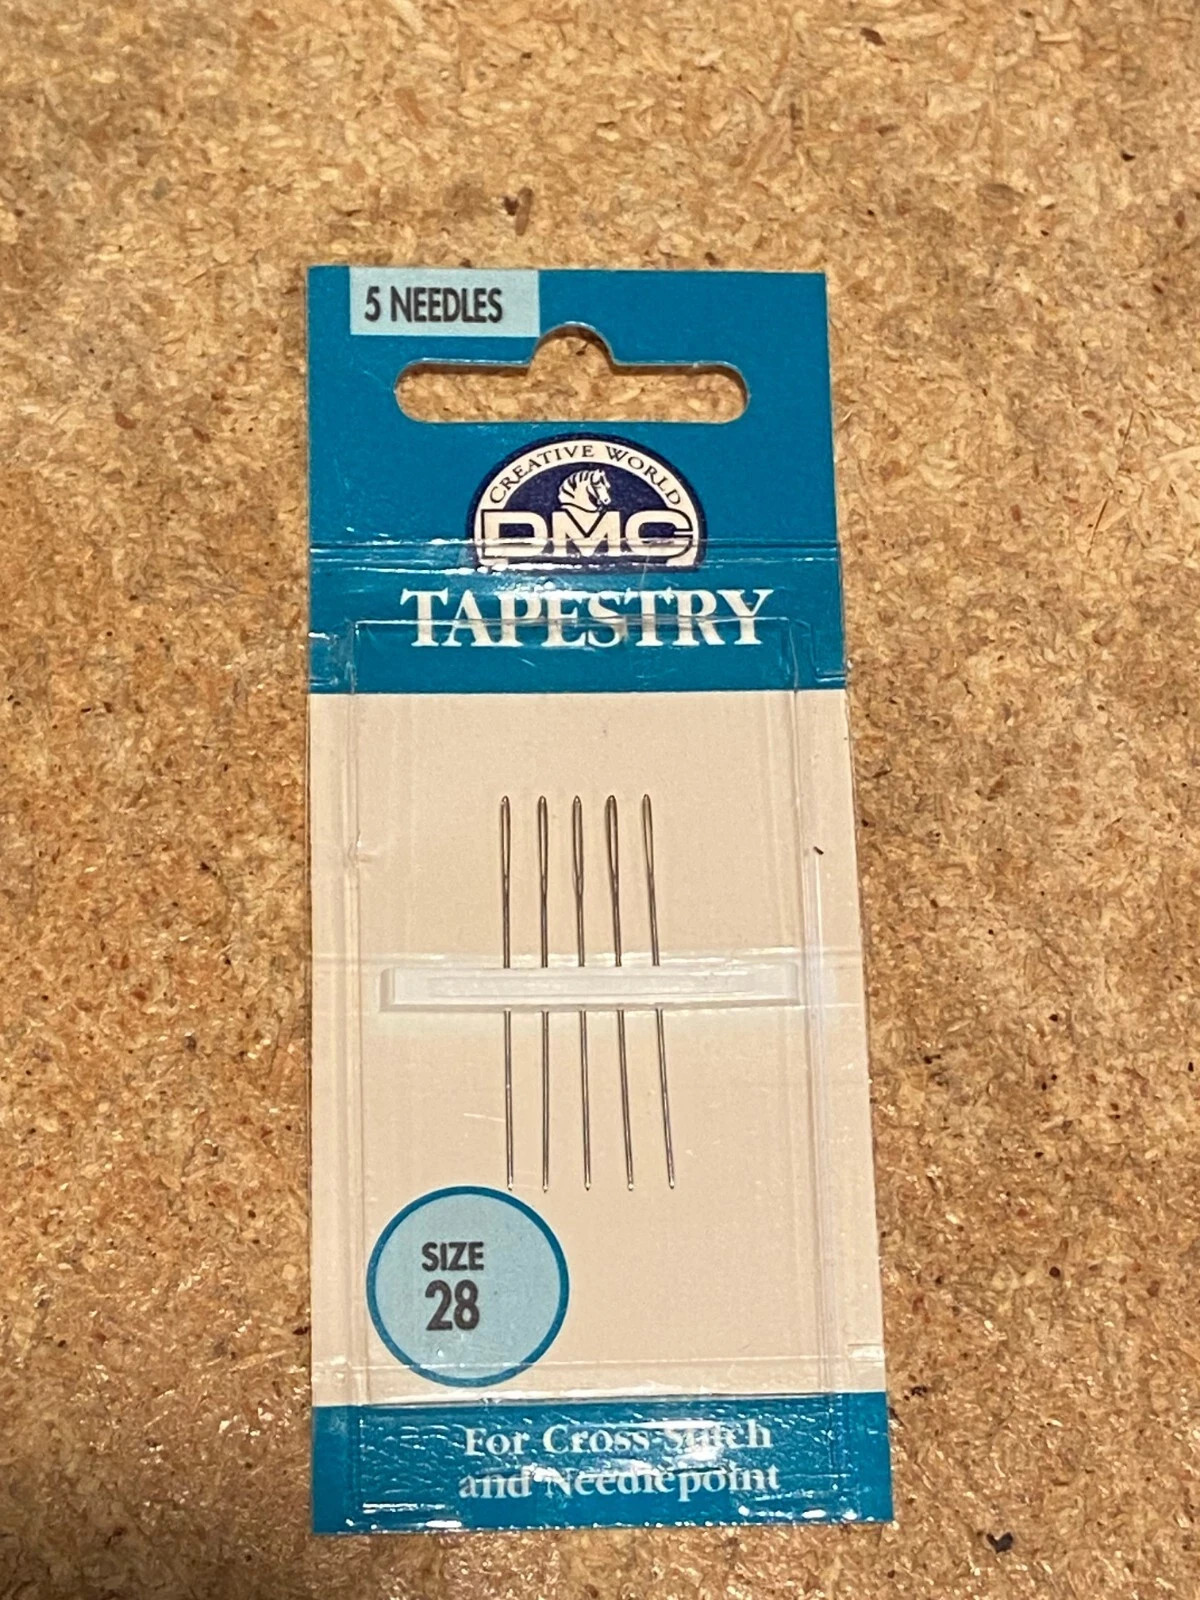 5 NEEDLES
CREATIVE WORLD
DMC
TAPESTRY
SIZE
28
For Cross-Stitch
and Needlepoint